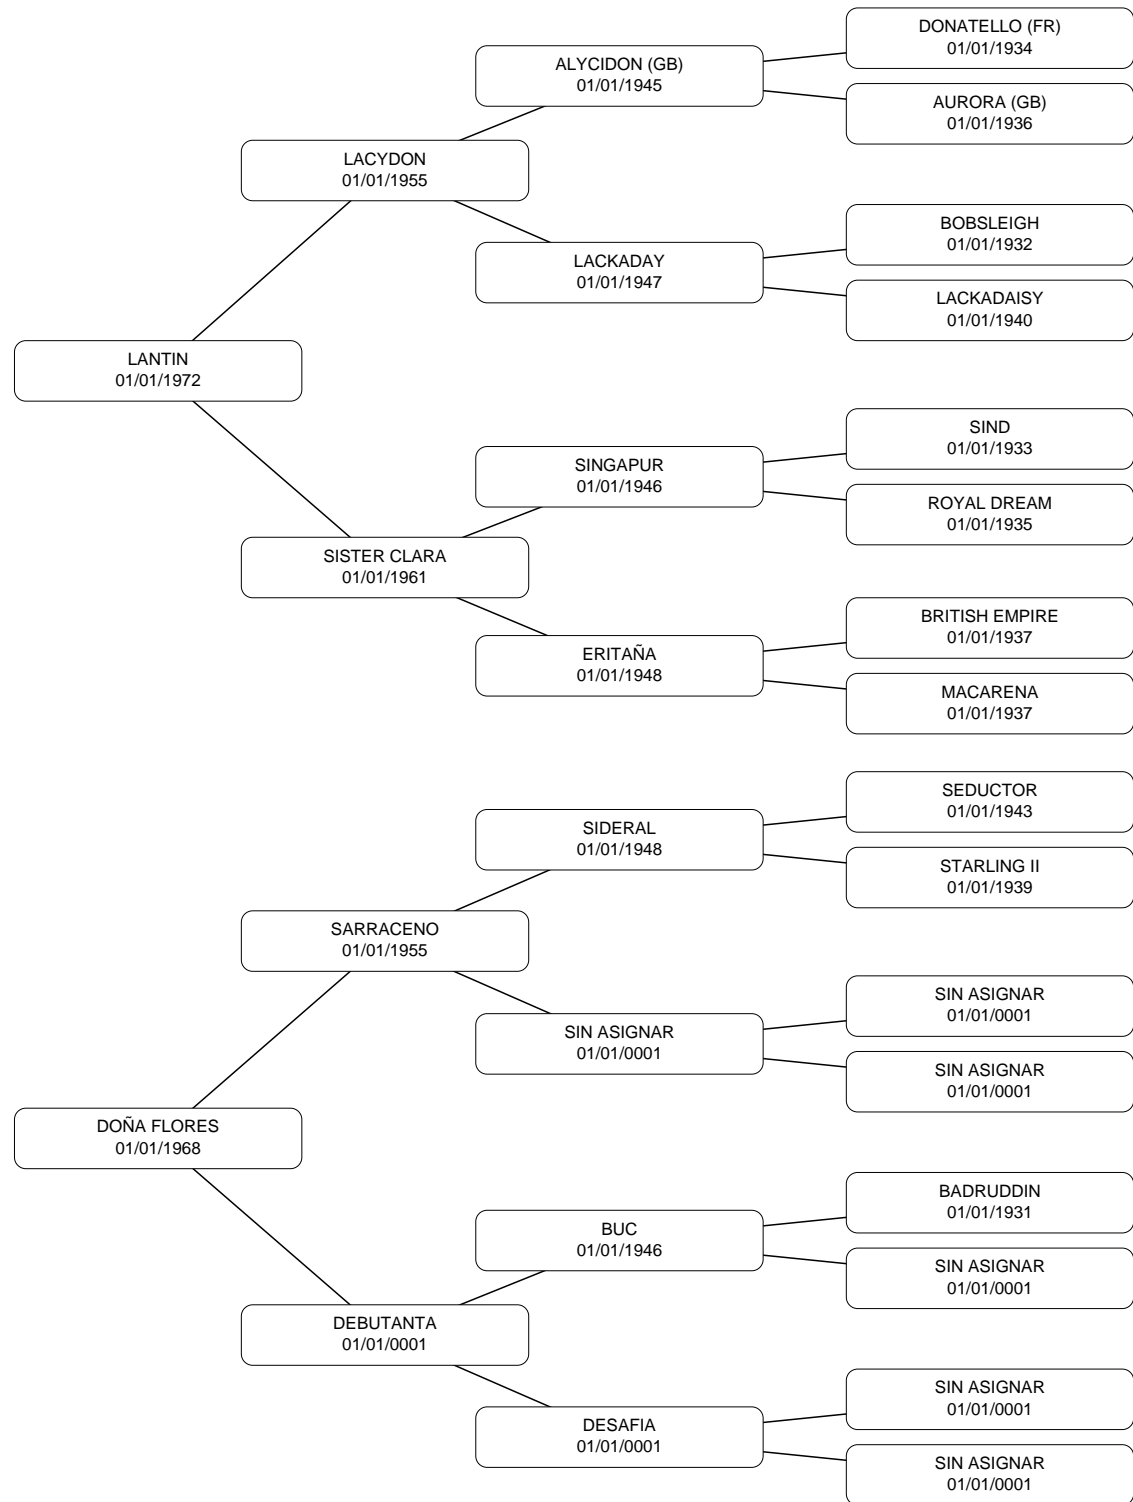 DONATELLO (FR)
01/01/1934
ALYCIDON (GB)
01/01/1945
AURORA (GB)
01/01/1936
LACYDON
01/01/1955
BOBSLEIGH
01/01/1932
LACKADAY
01/01/1947
LACKADAISY
01/01/1940
LANTIN
01/01/1972
SIND
01/01/1933
SINGAPUR
01/01/1946
ROYAL DREAM
01/01/1935
SISTER CLARA
01/01/1961
BRITISH EMPIRE
01/01/1937
ERITAÑA
01/01/1948
MACARENA
01/01/1937
SEDUCTOR
01/01/1943
SIDERAL
01/01/1948
STARLING II
01/01/1939
SARRACENO
01/01/1955
SIN ASIGNAR
01/01/0001
SIN ASIGNAR
01/01/0001
SIN ASIGNAR
01/01/0001
DOÑA FLORES
01/01/1968
BADRUDDIN
01/01/1931
BUC
01/01/1946
SIN ASIGNAR
01/01/0001
DEBUTANTA
01/01/0001
SIN ASIGNAR
01/01/0001
DESAFIA
01/01/0001
SIN ASIGNAR
01/01/0001